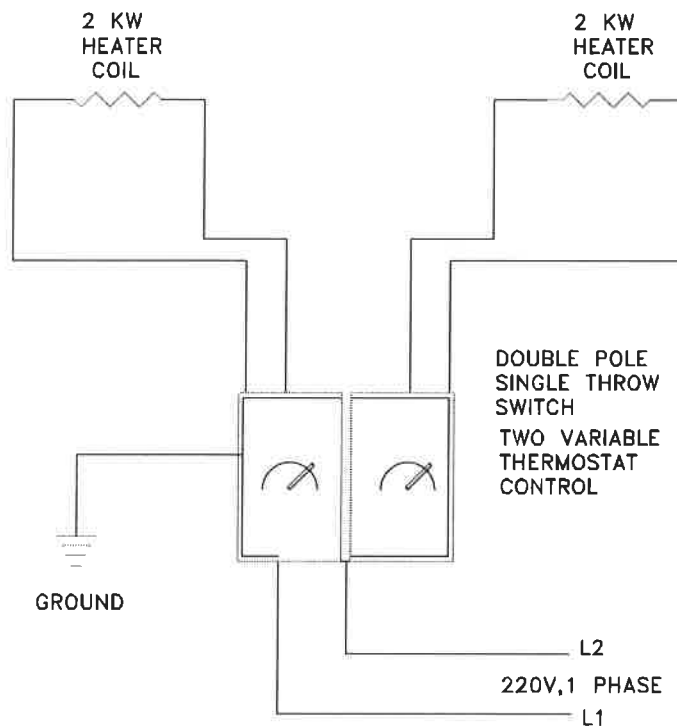 2 KW
HEATER
COIL
2 KW
HEATER
COIL
DOUBLE POLE
SINGLE THROW
SWITCH
TWO VARIABLE
THERMOSTAT
CONTROL
GROUND
L2
220V,1 PHASE
L1